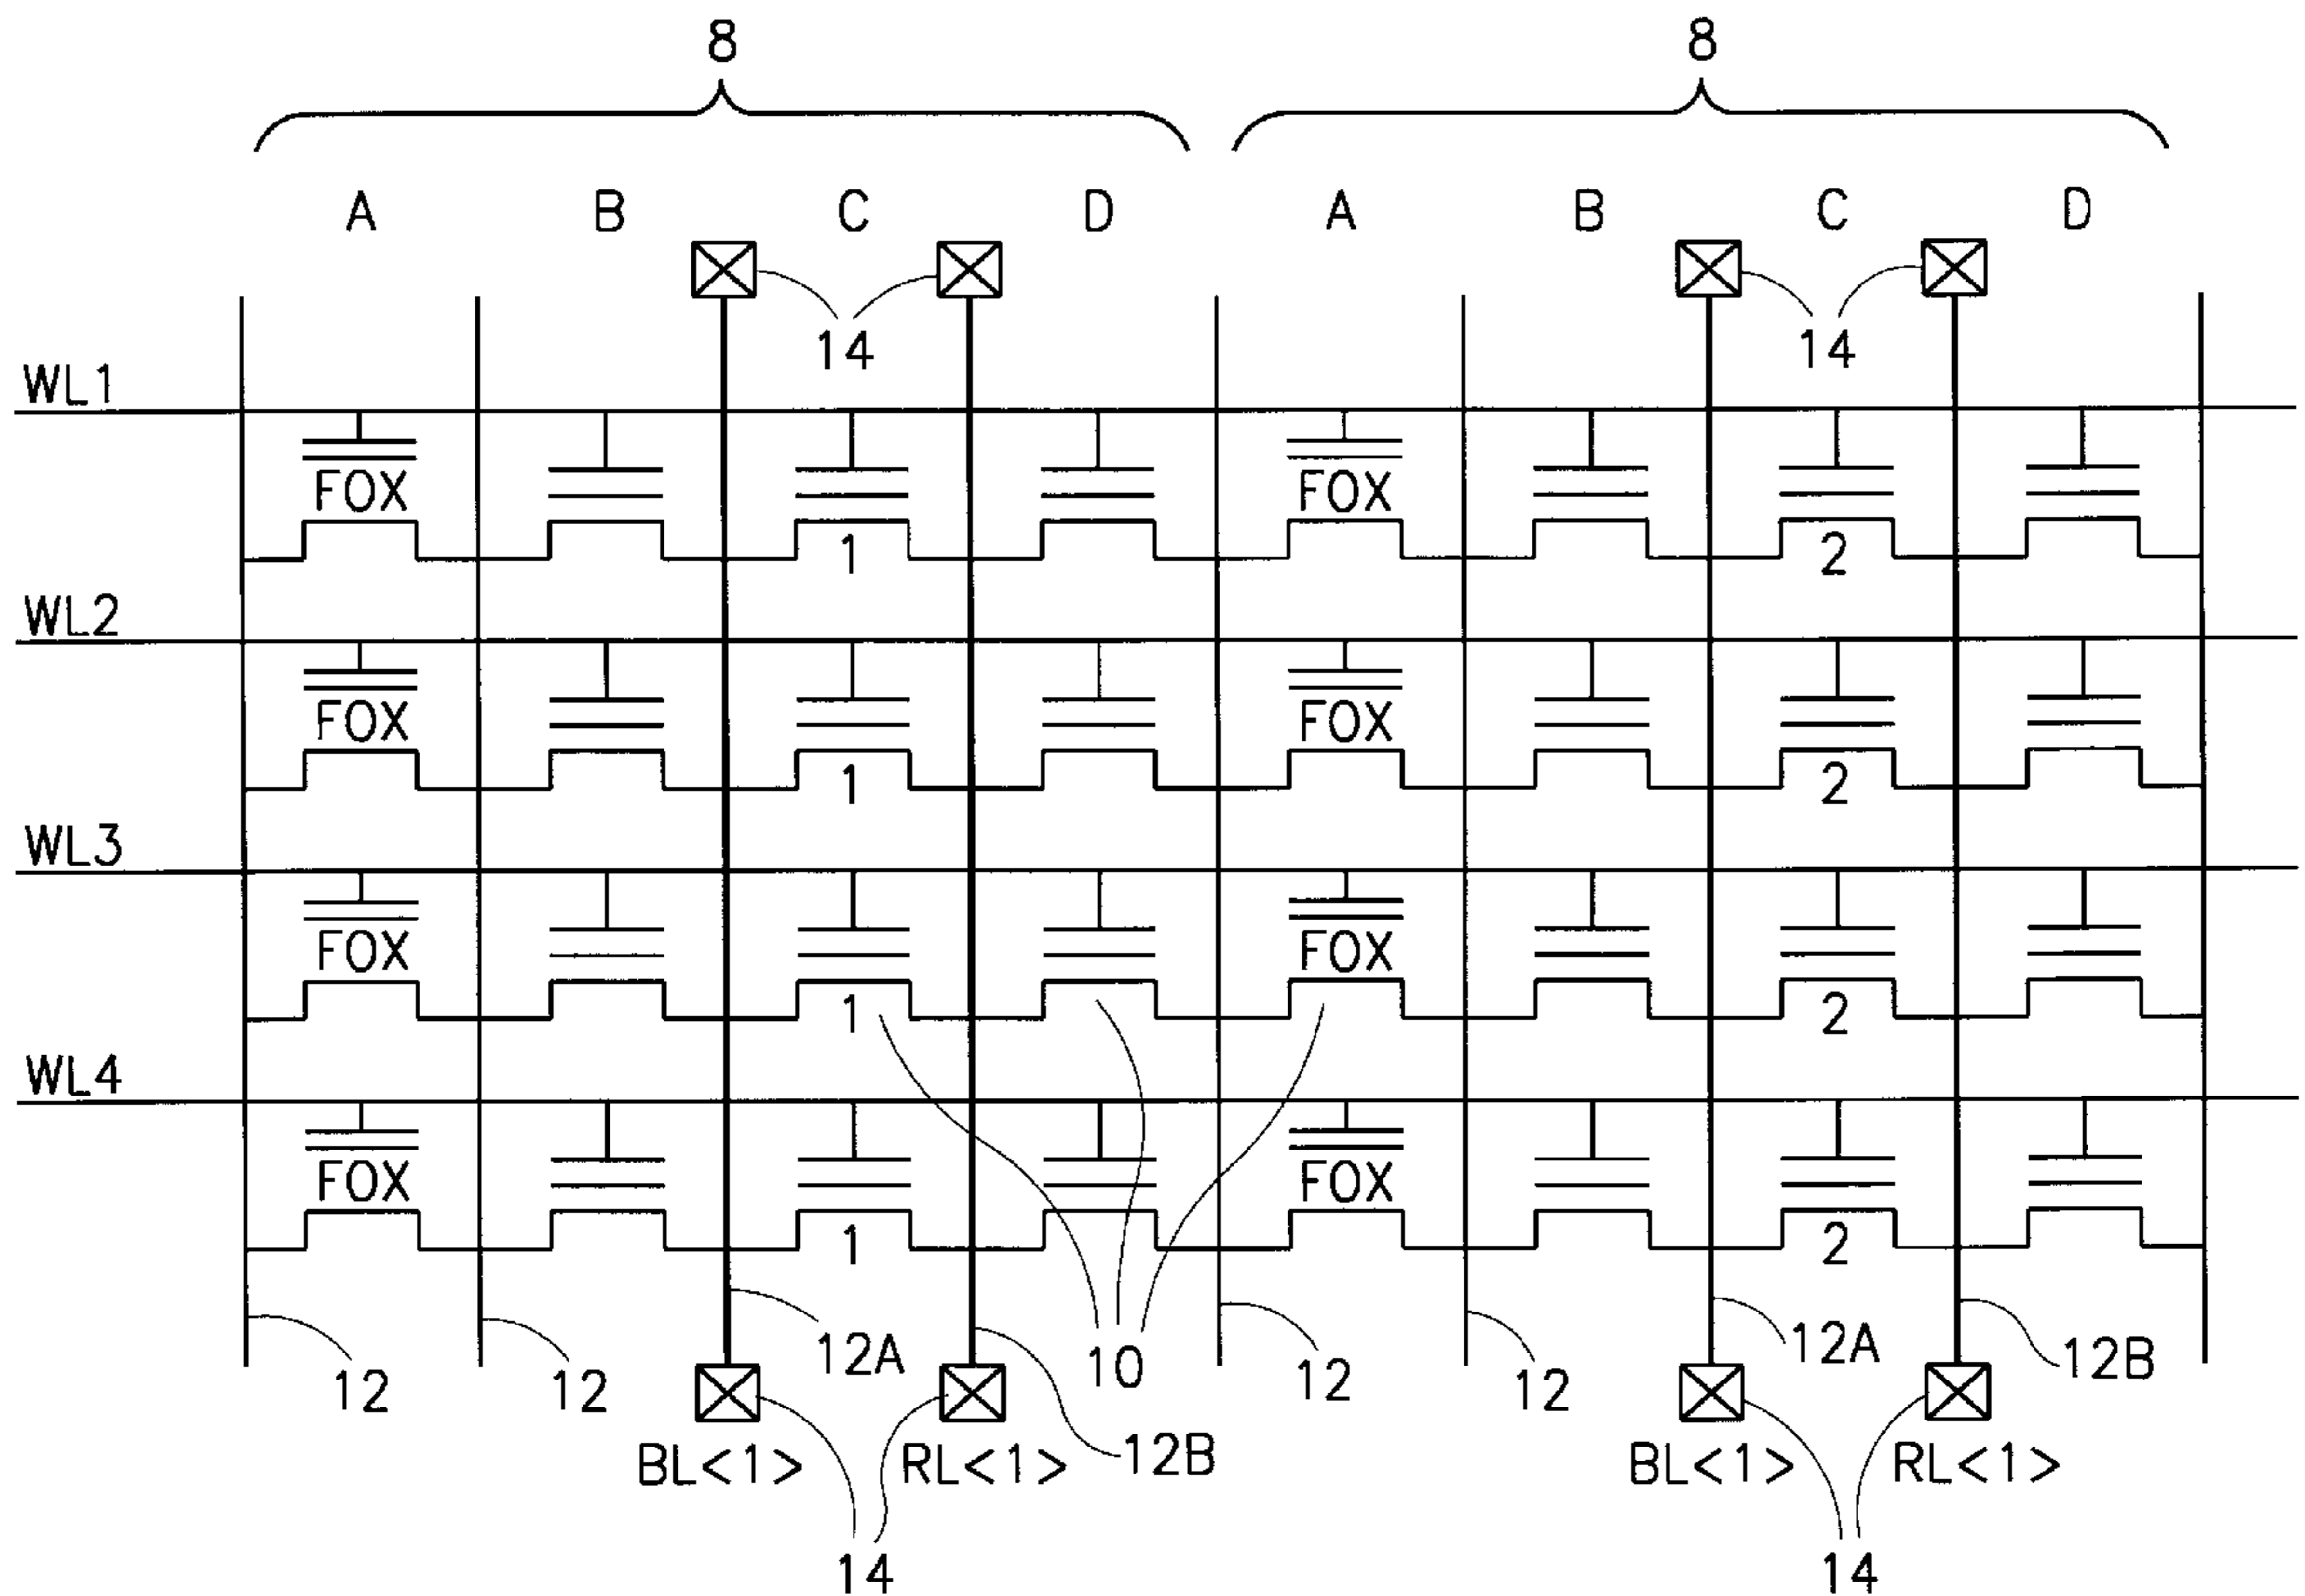 8 8
A B C D A B C D
14 14
WL1
FOX FOX
1 2
WL2
FOX FOX
1 2
WL3
FOX FOX
1 2
WL4
FOX FOX
1 2
12 12 12A 10 12 12 12A 12B
BL<1> RL<1> 12B BL<1> RL<1>
14 14